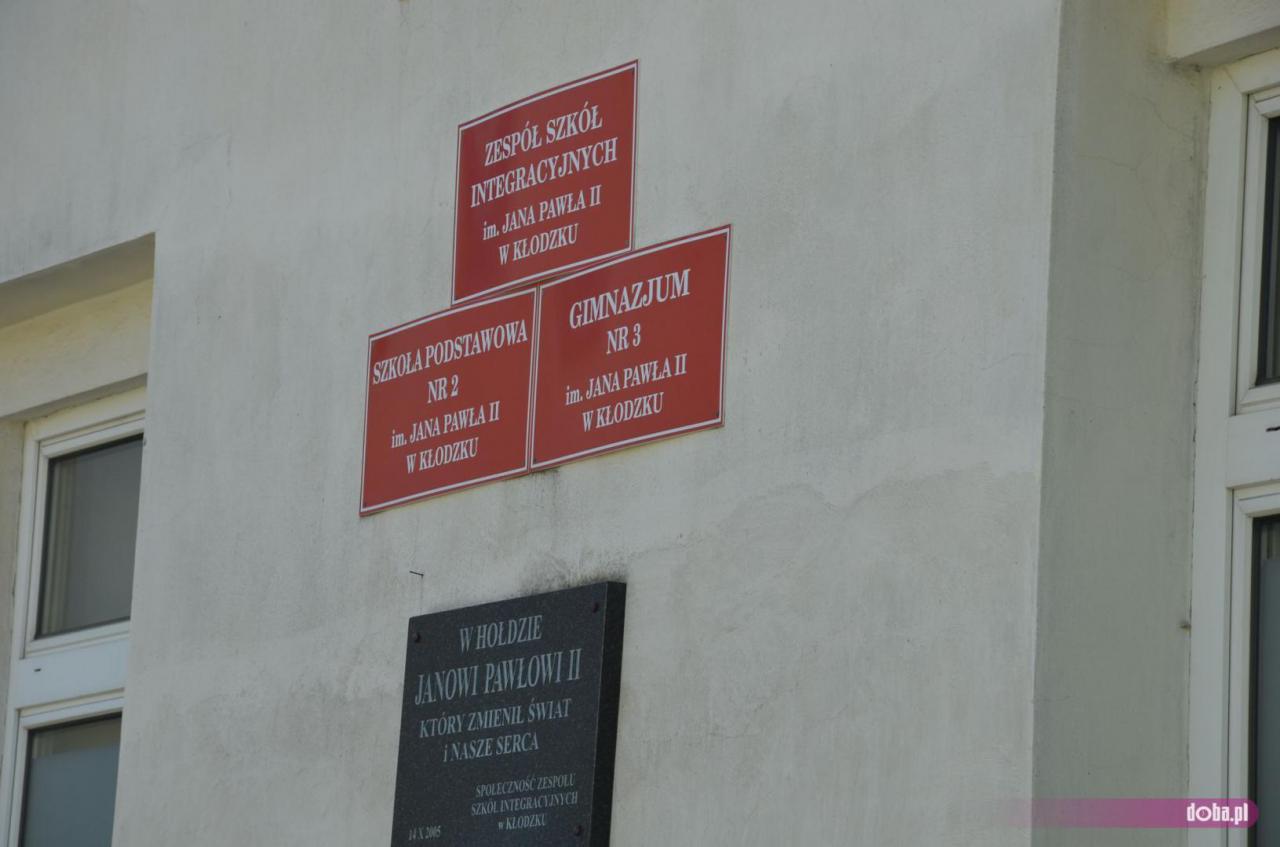 ZESPÓŁ SZKÓŁ
INTEGRACYJNYCH
im. JANA PAWŁA II
W KŁODZKU
SZKOŁA PODSTAWOWA
NR 2
im. JANA PAWŁA II
W KŁODZKU
GIMNAZJUM
NR 3
im. JANA PAWŁA II
W KŁODZKU
W HOŁDZIE
JANOWI PAWŁOWI II
KTÓRY ZMIENIŁ ŚWIAT
i NASZE SERCA
SPOŁECZNOŚĆ ZESPOŁU
SZKÓŁ INTEGRACYJNYCH
w KŁODZKU
14 X 2005
doba.pl